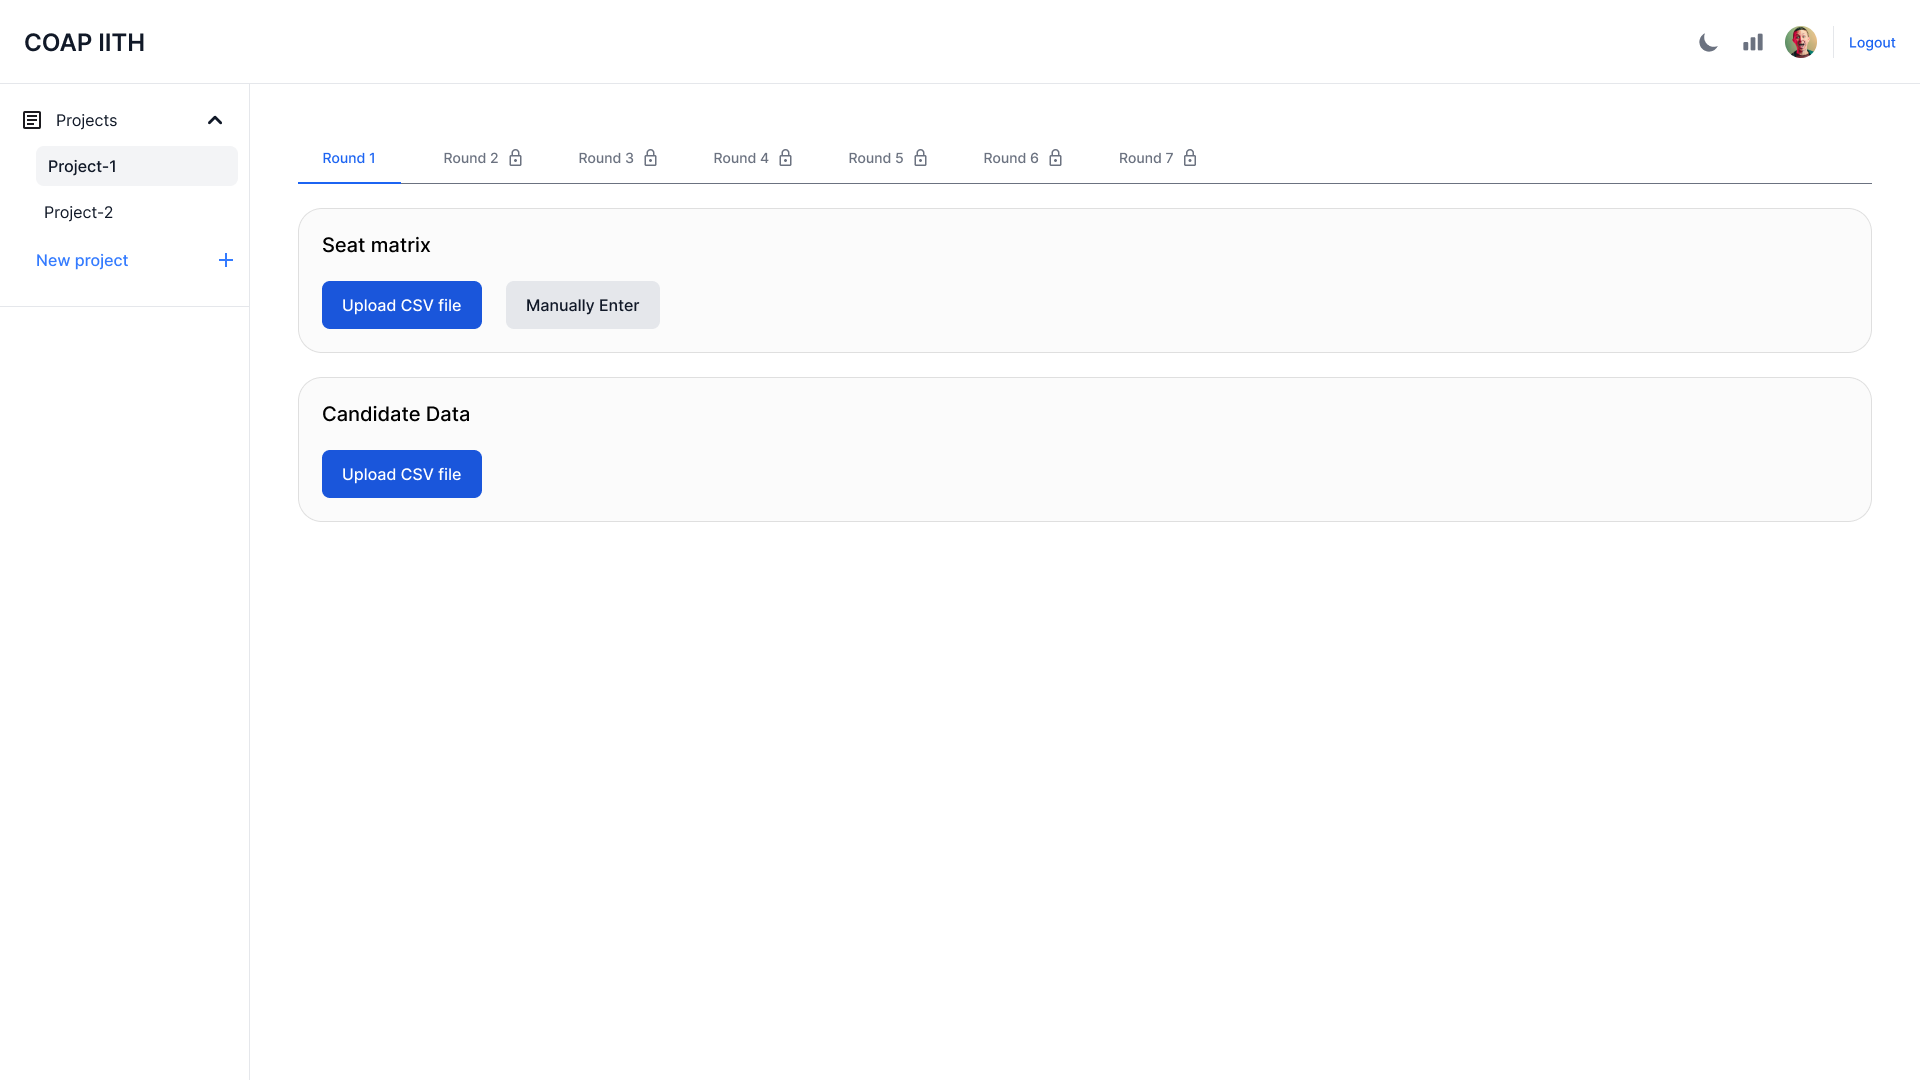 COAP IITH
Logout
Projects
Project-1
Project-2
New project
Round 1
Round 2
Round 3
Round 4
Round 5
Round 6
Round 7
Seat matrix
Upload CSV file
Manually Enter
Candidate Data
Upload CSV file